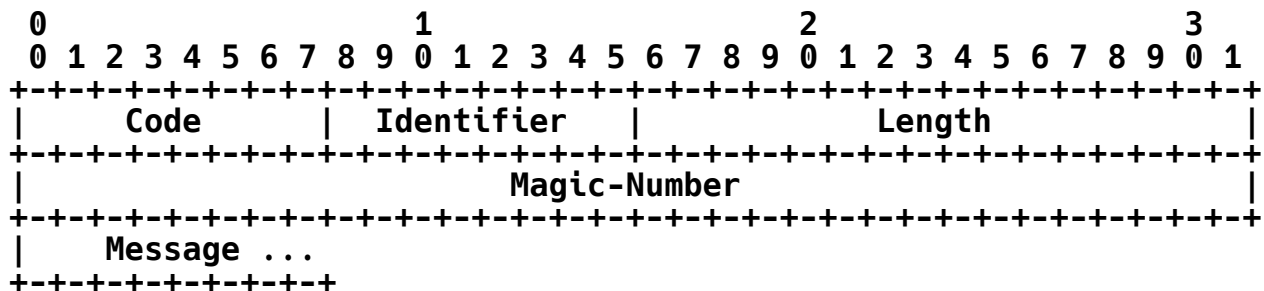 0                   1                   2                   3
 0 1 2 3 4 5 6 7 8 9 0 1 2 3 4 5 6 7 8 9 0 1 2 3 4 5 6 7 8 9 0 1
+-+-+-+-+-+-+-+-+-+-+-+-+-+-+-+-+-+-+-+-+-+-+-+-+-+-+-+-+-+-+-+-+
|     Code      |  Identifier   |            Length             |
+-+-+-+-+-+-+-+-+-+-+-+-+-+-+-+-+-+-+-+-+-+-+-+-+-+-+-+-+-+-+-+-+
|                         Magic-Number                          |
+-+-+-+-+-+-+-+-+-+-+-+-+-+-+-+-+-+-+-+-+-+-+-+-+-+-+-+-+-+-+-+-+
|    Message ...
+-+-+-+-+-+-+-+-+